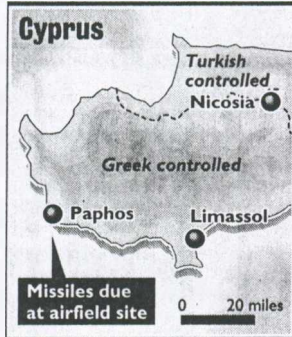 Cyprus
Turkish
controlled
Nicosia
Greek controlled
Paphos
Limassol
Missiles due
at airfield site
0 20 miles